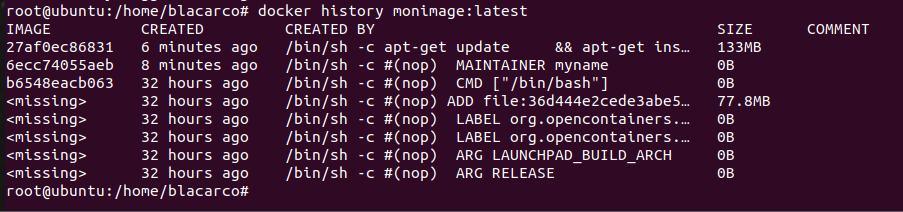 root@ubuntu:/home/blacarco# docker history monimage:latest
IMAGE          CREATED         CREATED BY                                      SIZE      COMMENT
27af0ec86831   6 minutes ago   /bin/sh -c apt-get update     && apt-get ins…   133MB
6ecc74055aeb   8 minutes ago   /bin/sh -c #(nop)  MAINTAINER myname            0B
b6548eacb063   32 hours ago    /bin/sh -c #(nop)  CMD ["/bin/bash"]            0B
<missing>      32 hours ago    /bin/sh -c #(nop) ADD file:36d444e2cede3abe5…   77.8MB
<missing>      32 hours ago    /bin/sh -c #(nop)  LABEL org.opencontainers.…   0B
<missing>      32 hours ago    /bin/sh -c #(nop)  LABEL org.opencontainers.…   0B
<missing>      32 hours ago    /bin/sh -c #(nop)  ARG LAUNCHPAD_BUILD_ARCH     0B
<missing>      32 hours ago    /bin/sh -c #(nop)  ARG RELEASE                  0B
root@ubuntu:/home/blacarco#